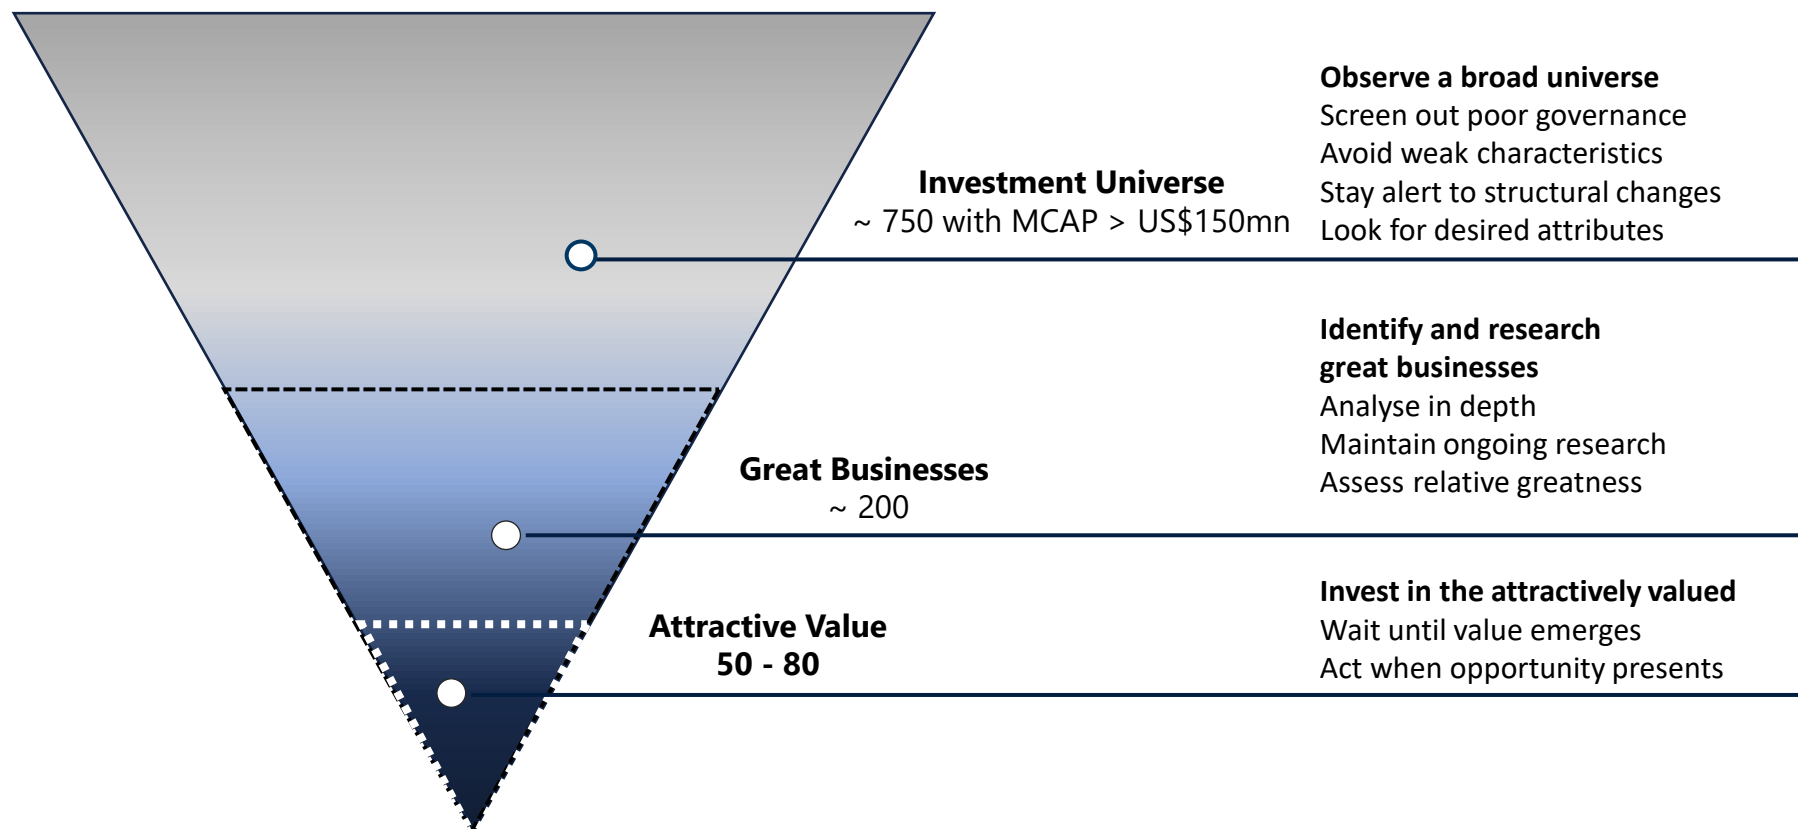 Observe a broad universe
Screen out poor governance
Avoid weak characteristics
Stay alert to structural changes
Look for desired attributes
Investment Universe
~ 750 with MCAP > US$150mn
Identify and research
great businesses
Analyse in depth
Maintain ongoing research
Assess relative greatness
Great Businesses
~ 200
Invest in the attractively valued
Wait until value emerges
Act when opportunity presents
Attractive Value
50 - 80